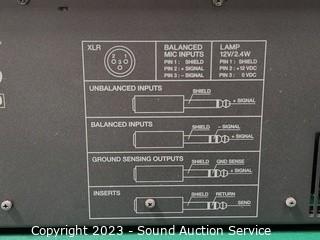 XLR
BALANCED
MIC INPUTS
PIN 1 : SHIELD
PIN 2 : + SIGNAL
PIN 3 : - SIGNAL
LAMP
12V/2.4W
PIN 1 : SHIELD
PIN 2 : +12 VDC
PIN 3 : 0 VDC
UNBALANCED INPUTS
SHIELD
+ SIGNAL
BALANCED INPUTS
SHIELD
- SIGNAL
+ SIGNAL
GROUND SENSING OUTPUTS
SHIELD
GND SENSE
+ SIGNAL
INSERTS
SHIELD
RETURN
SEND
Copyright © 2023 - Sound Auction Service